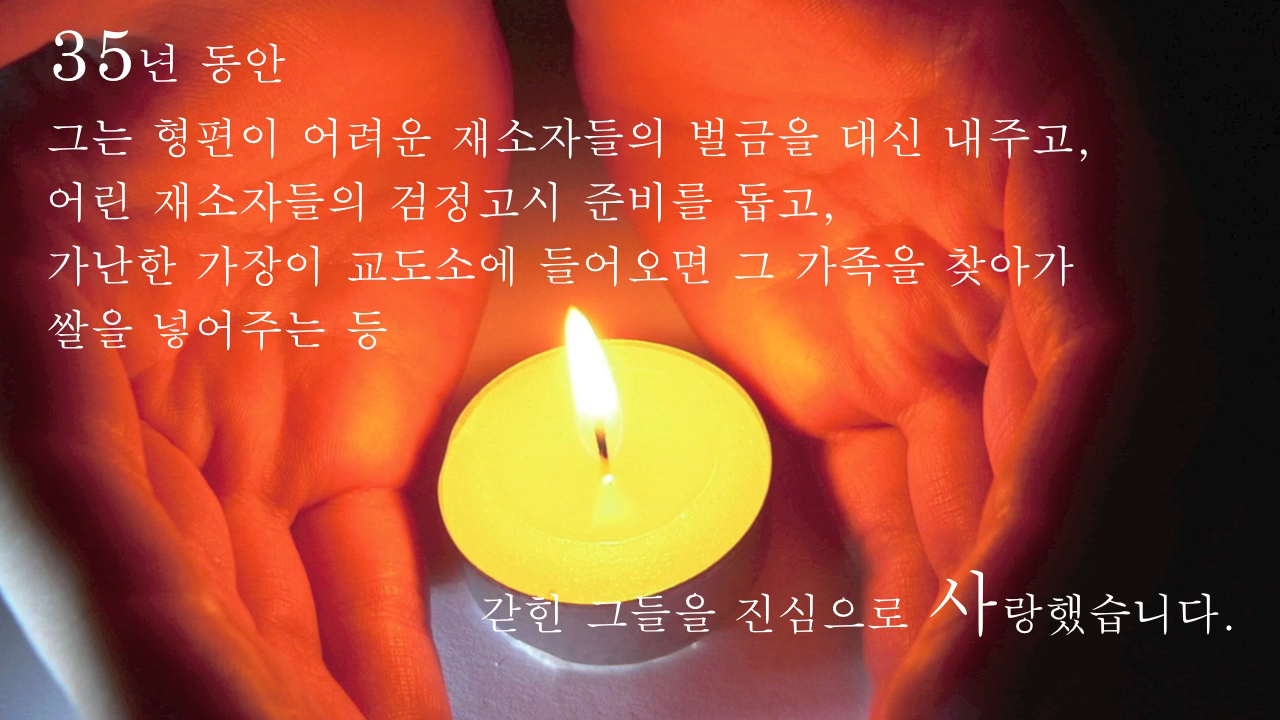 35년 동안
그는 형편이 어려운 재소자들의 벌금을 대신 내주고,
어린 재소자들의 검정고시 준비를 돕고,
가난한 가장이 교도소에 들어오면 그 가족을 찾아가
쌀을 넣어주는 등
갇힌 그들을 진심으로 사랑했습니다.